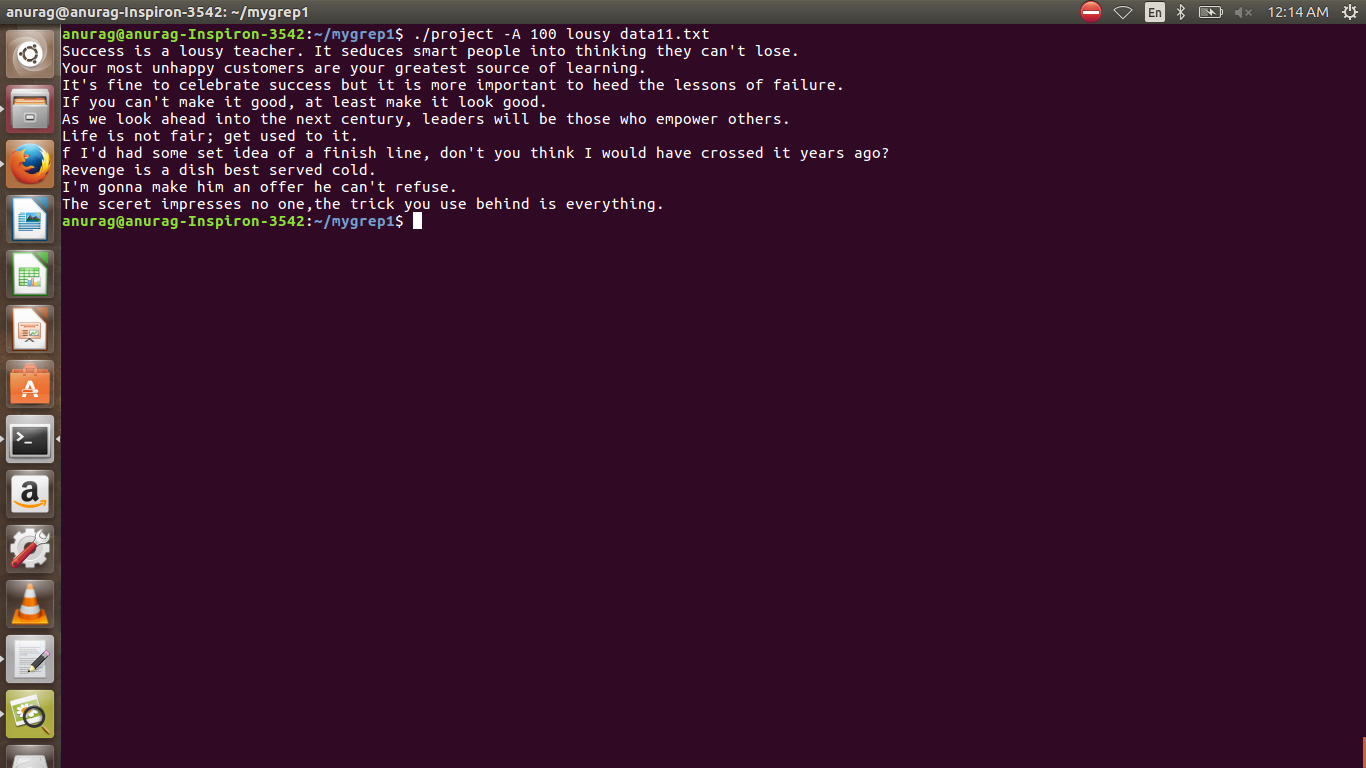 anurag@anurag-Inspiron-3542: ~/mygrep1
En
12:14 AM
anurag@anurag-Inspiron-3542:~/mygrep1$ ./project -A 100 lousy data11.txt
Success is a lousy teacher. It seduces smart people into thinking they can't lose.
Your most unhappy customers are your greatest source of learning.
It's fine to celebrate success but it is more important to heed the lessons of failure.
If you can't make it good, at least make it look good.
As we look ahead into the next century, leaders will be those who empower others.
Life is not fair; get used to it.
f I'd had some set idea of a finish line, don't you think I would have crossed it years ago?
Revenge is a dish best served cold.
I'm gonna make him an offer he can't refuse.
The sceret impresses no one,the trick you use behind is everything.
anurag@anurag-Inspiron-3542:~/mygrep1$